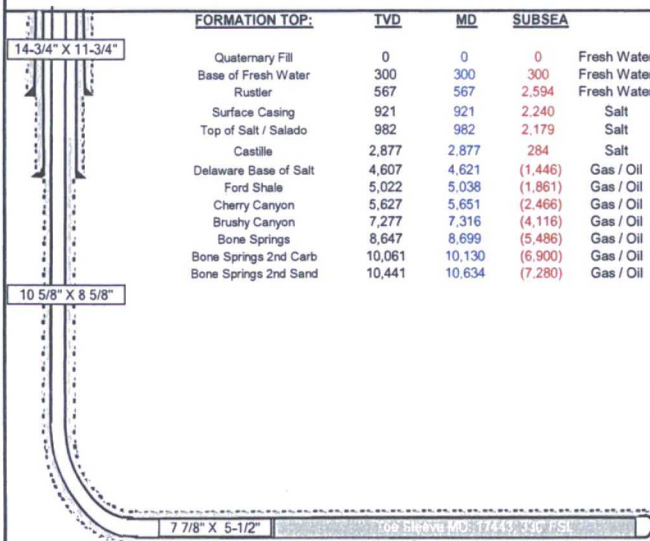 FORMATION TOP: TVD MD SUBSEA
14-3/4" X 11-3/4"
Quaternary Fill 0 0 0 Fresh Water
Base of Fresh Water 300 300 300 Fresh Water
Rustler 567 567 2,594 Fresh Water
Surface Casing 921 921 2,240 Salt
Top of Salt / Salado 982 982 2,179 Salt
Castille 2,877 2,877 284 Salt
Delaware Base of Salt 4,607 4,621 (1,446) Gas / Oil
Ford Shale 5,022 5,038 (1,861) Gas / Oil
Cherry Canyon 5,627 5,651 (2,466) Gas / Oil
Brushy Canyon 7,277 7,316 (4,116) Gas / Oil
Bone Springs 8,647 8,699 (5,486) Gas / Oil
Bone Springs 2nd Carb 10,061 10,130 (6,900) Gas / Oil
Bone Springs 2nd Sand 10,441 10,634 (7,280) Gas / Oil
10 5/8" X 8 5/8"
7 7/8" X 5-1/2" Toe Sleeve MD: 17443, 330 FSL